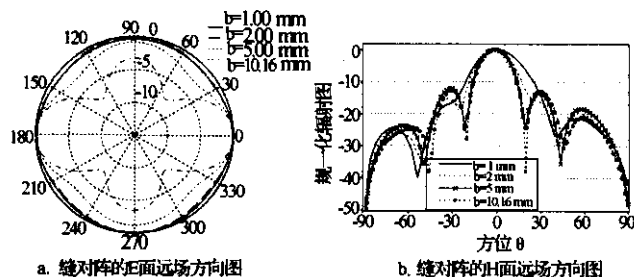 90
0
120
60
-5
150
30
-10
180
0
210
330
240
300
270
b=1.00 mm
b=2.00 mm
b=5.00 mm
b=10.16 mm
a. 缝对阵的E面远场方向图
规一化辐射图
0
-10
-20
-30
-40
-50
-90
-60
-30
0
30
60
90
b=1 mm
b=2 mm
b=5 mm
b=10.16 mm
方位 θ
b. 缝对阵的H面远场方向图